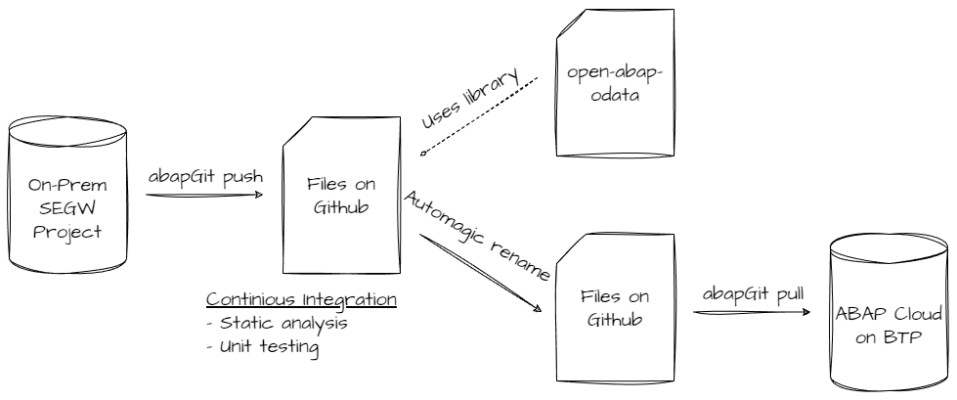 open-abap-
odata
Uses library
On-Prem
SEGW
Project
abapGit push
Files on
Github
Automagic rename
Continious Integration
- Static analysis
- Unit testing
Files on
Github
abapGit pull
ABAP Cloud
on BTP